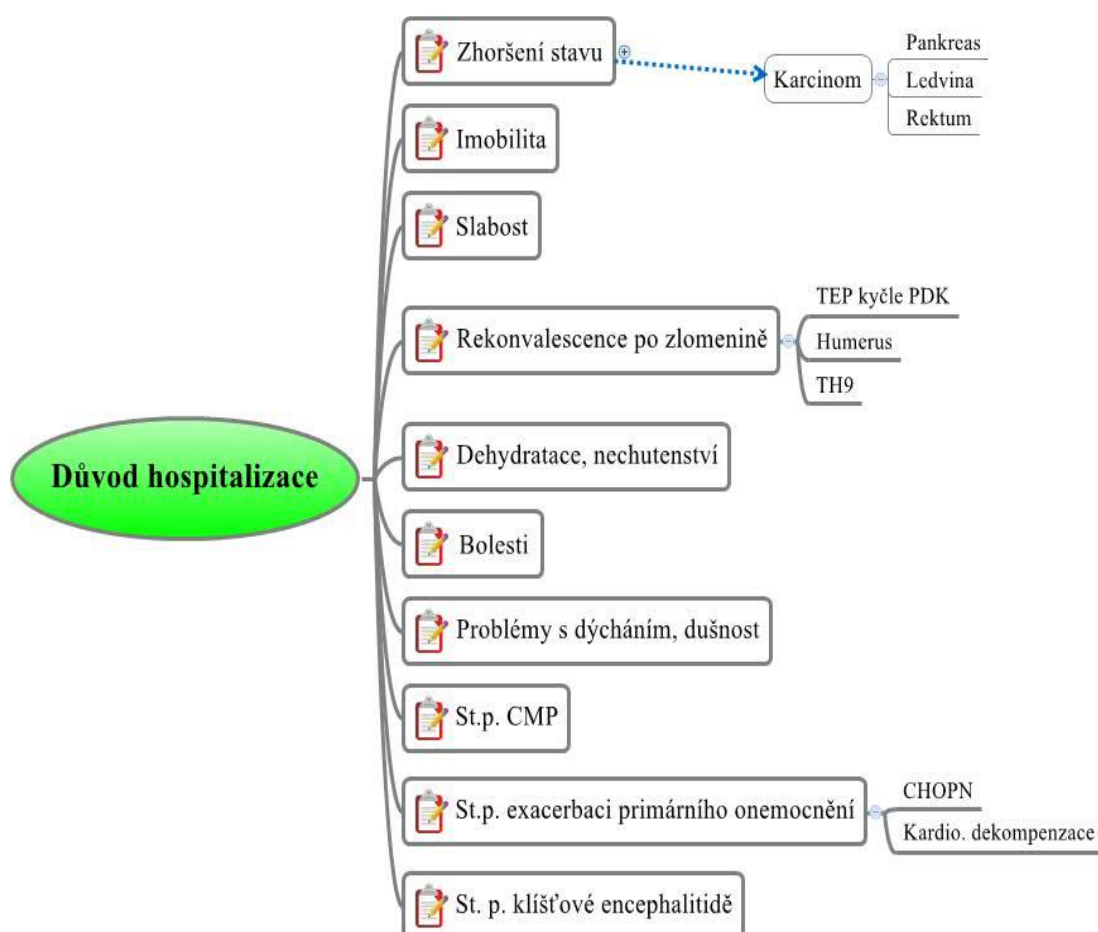 Důvod hospitalizace
Zhoršení stavu
Karcinom
Pankreas
Ledvina
Rektum
Imobilita
Slabost
Rekonvalescence po zlomenině
TEP kyčle PDK
Humerus
TH9
Dehydratace, nechutenství
Bolesti
Problémy s dýcháním, dušnost
St.p. CMP
St.p. exacerbaci primárního onemocnění
CHOPN
Kardio. dekompenzace
St. p. klíšťové encephalitidě